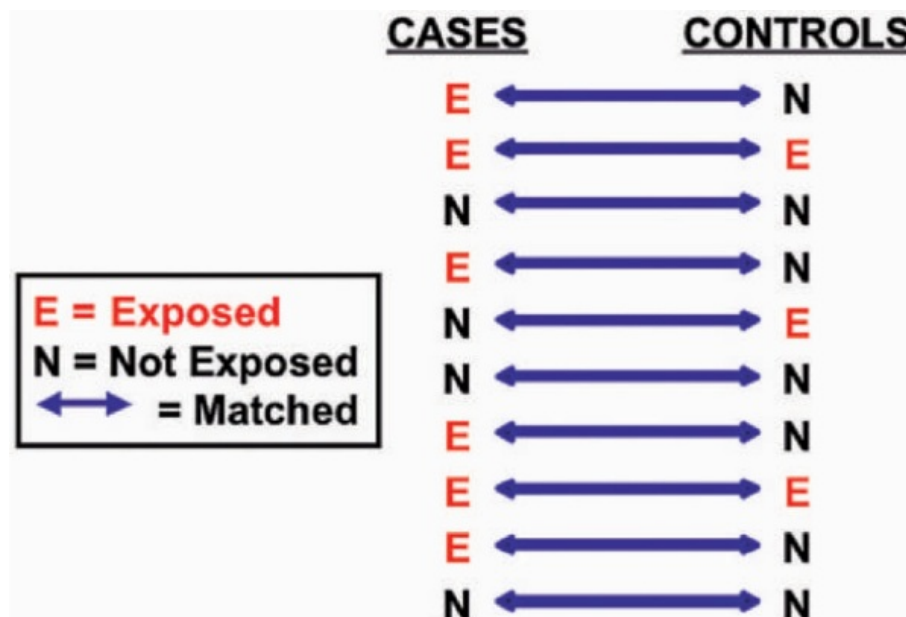 CASES CONTROLS
E N
E E
N N
E N
N E
N N
E N
E E
E N
N N
E = Exposed
N = Not Exposed
= Matched